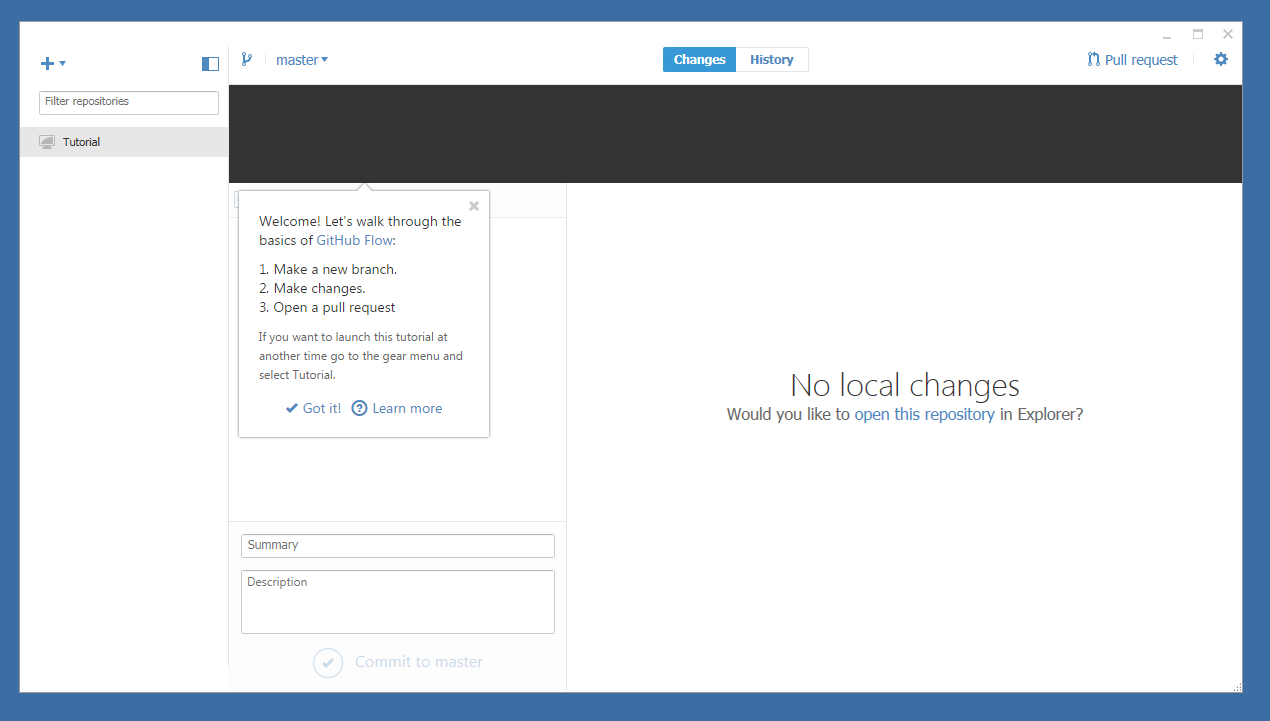 master
Changes
History
Pull request
Filter repositories
Tutorial
Welcome! Let's walk through the
basics of GitHub Flow:
1. Make a new branch.
2. Make changes.
3. Open a pull request
If you want to launch this tutorial at
another time go to the gear menu and
select Tutorial.
Got it!
Learn more
No local changes
Would you like to open this repository in Explorer?
Summary
Description
Commit to master